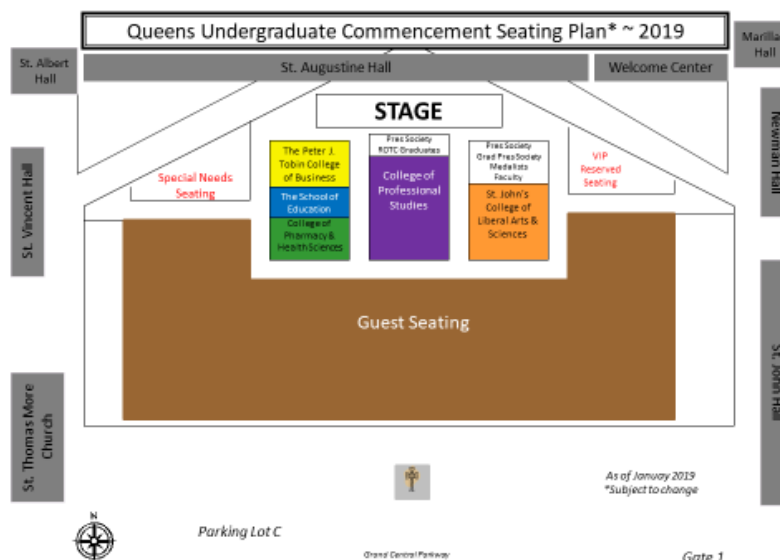 Queens Undergraduate Commencement Seating Plan* ~ 2019
St. Albert
Hall
St. Augustine Hall
Welcome Center
Marilla
Hall
STAGE
Special Needs
Seating
The Peter J.
Tobin College
of Business
The School of
Education
College of
Pharmacy &
Health Sciences
Pres Society
ROTC Graduates
College of
Professional
Studies
Pres Society
Grad Pres Society
Medalists
Faculty
St. John's
College of
Liberal Arts &
Sciences
VIP
Reserved
Seating
St. Vincent Hall
Newman Hall
Guest Seating
St. Thomas More
Church
St. John Hall
As of Januay 2019
*Subject to change
N
Parking Lot C
Grand Central Parkway
Gate 1